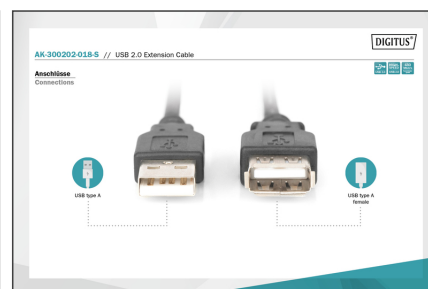 DIGITUS®
AK-300202-018-S // USB 2.0 Extension Cable
Anschlüsse
Connections
USB type A
USB type A
female